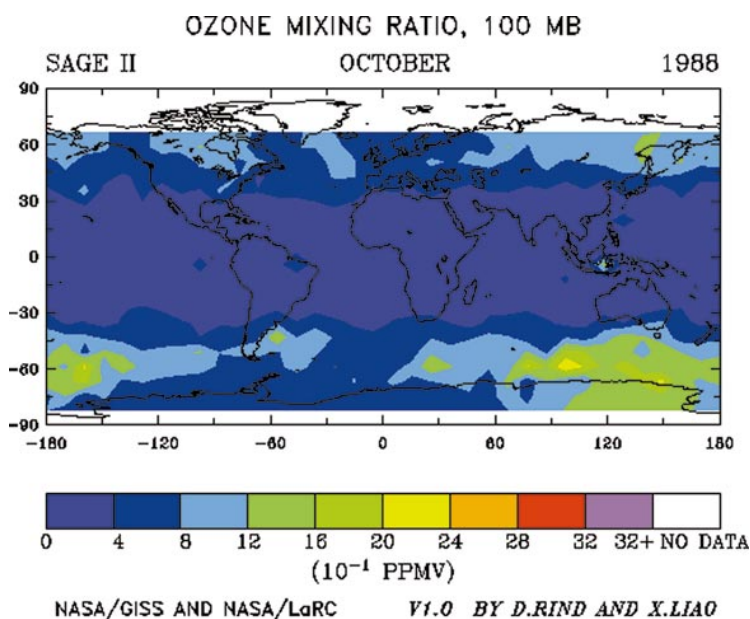 OZONE MIXING RATIO, 100 MB
SAGE II OCTOBER 1988
90
60
30
0
-30
-60
-90
-180 -120 -60 0 60 120 180
0 4 8 12 16 20 24 28 32 32+ NO DATA
(10⁻¹ PPMV)
NASA/GISS AND NASA/LaRC V1.0 BY D.RIND AND X.LIAO